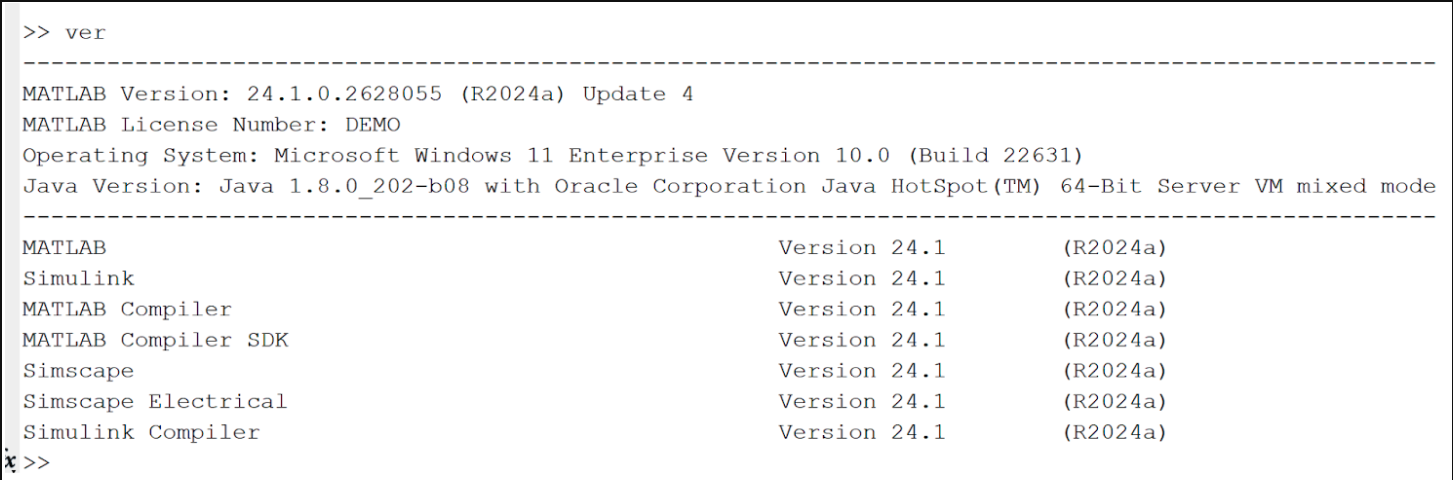 >> ver
-----------------------------------------------------------------------------------------------------
MATLAB Version: 24.1.0.2628055 (R2024a) Update 4
MATLAB License Number: DEMO
Operating System: Microsoft Windows 11 Enterprise Version 10.0 (Build 22631)
Java Version: Java 1.8.0_202-b08 with Oracle Corporation Java HotSpot(TM) 64-Bit Server VM mixed mode
-----------------------------------------------------------------------------------------------------
MATLAB                                                Version 24.1        (R2024a)
Simulink                                              Version 24.1        (R2024a)
MATLAB Compiler                                       Version 24.1        (R2024a)
MATLAB Compiler SDK                                   Version 24.1        (R2024a)
Simscape                                              Version 24.1        (R2024a)
Simscape Electrical                                   Version 24.1        (R2024a)
Simulink Compiler                                     Version 24.1        (R2024a)
x >>